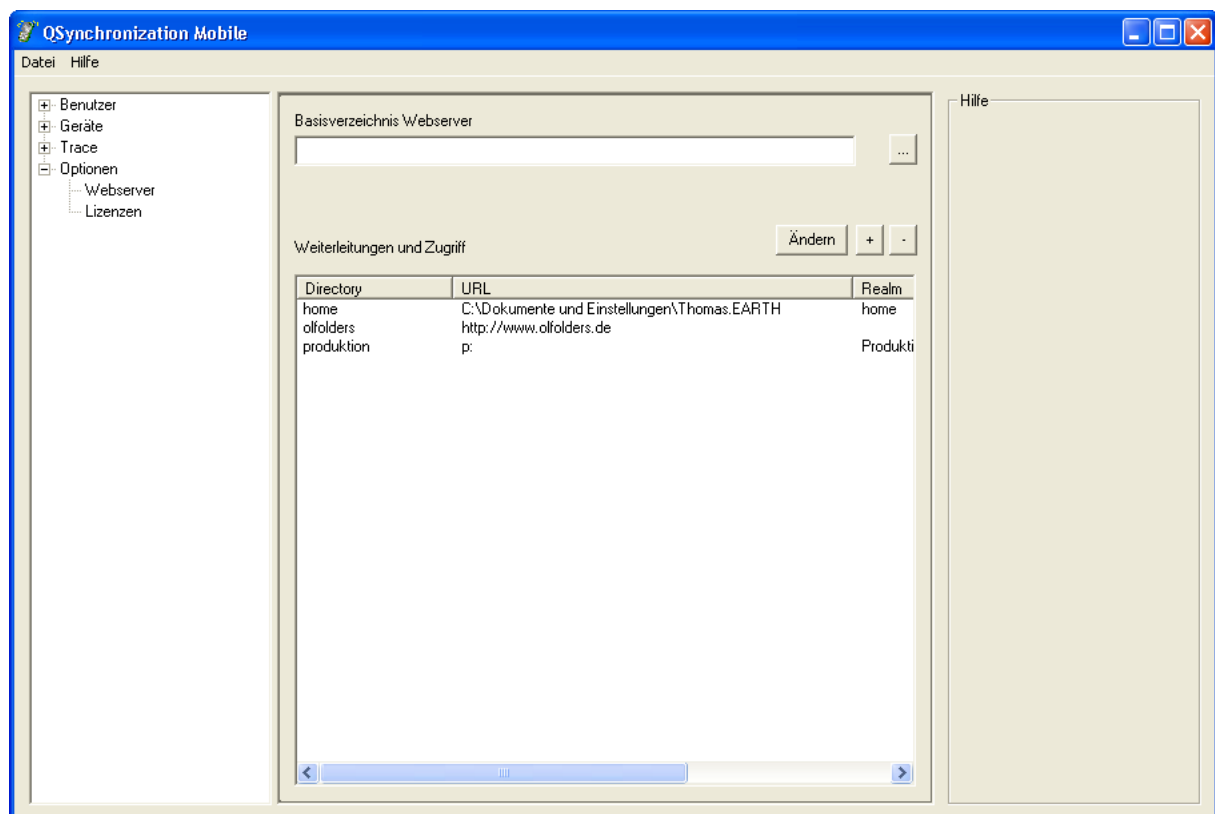 QSynchronization Mobile
Datei Hilfe
Benutzer
Geräte
Trace
Optionen
Webserver
Lizenzen
Basisverzeichnis Webserver
...
Weiterleitungen und Zugriff
Ändern + -
Directory URL Realm
home C:\Dokumente und Einstellungen\Thomas.EARTH home
olfolders http://www.olfolders.de
produktion p: Produkti
Hilfe